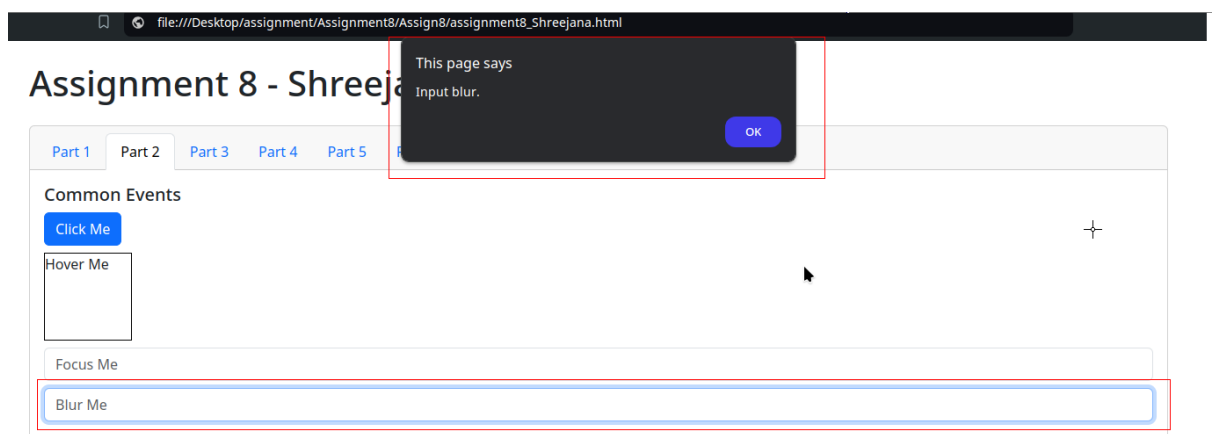 file:///Desktop/assignment/Assignment8/Assign8/assignment8_Shreejana.html
This page says
Input blur.
OK
Assignment 8 - Shreeja
Part 1 Part 2 Part 3 Part 4 Part 5
Common Events
Click Me
Hover Me
Focus Me
Blur Me